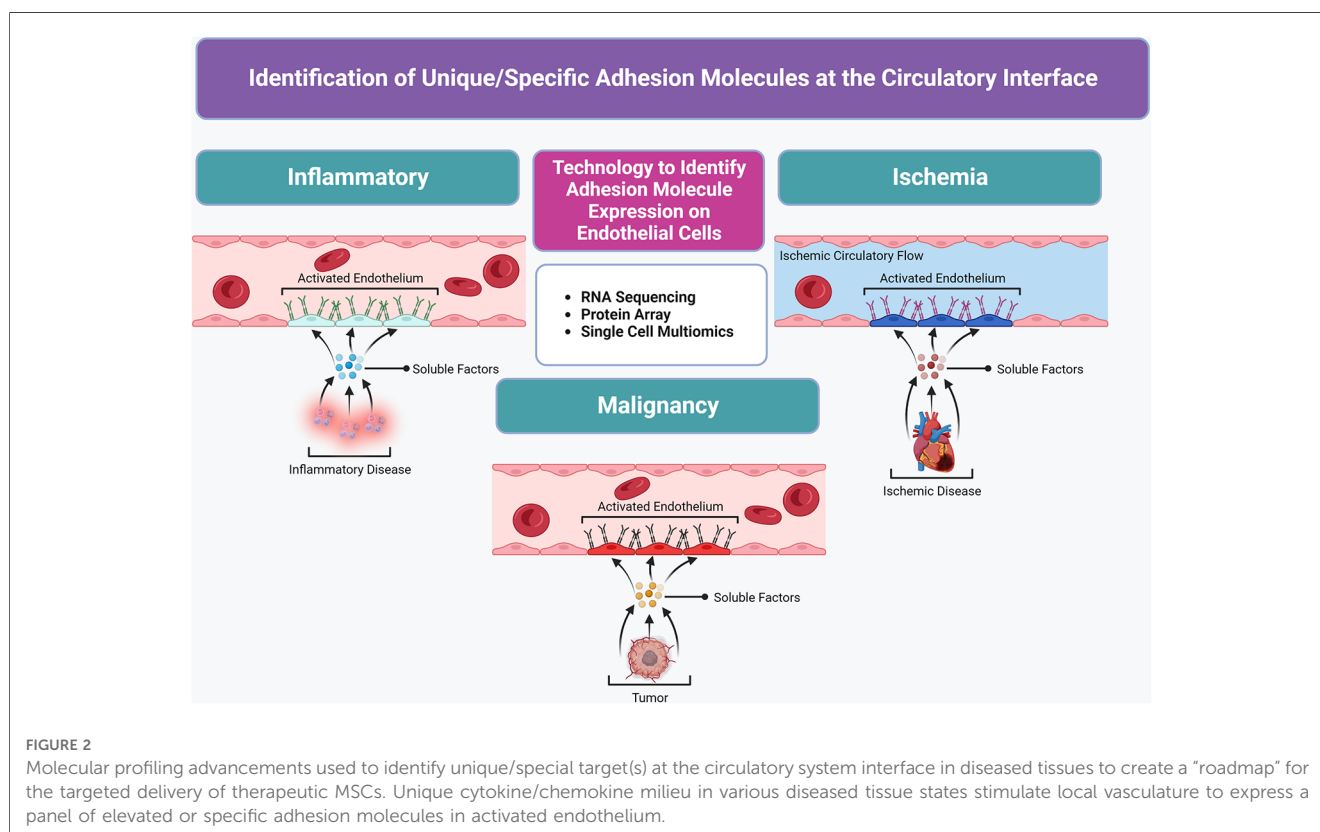 Identification of Unique/Specific Adhesion Molecules at the Circulatory Interface
Inflammatory
Activated Endothelium
Soluble Factors
Inflammatory Disease
Technology to Identify
Adhesion Molecule
Expression on
Endothelial Cells
• RNA Sequencing
• Protein Array
• Single Cell Multiomics
Ischemia
Ischemic Circulatory Flow
Activated Endothelium
Soluble Factors
Ischemic Disease
Malignancy
Activated Endothelium
Soluble Factors
Tumor
FIGURE 2
Molecular profiling advancements used to identify unique/special target(s) at the circulatory system interface in diseased tissues to create a “roadmap” for
the targeted delivery of therapeutic MSCs. Unique cytokine/chemokine milieu in various diseased tissue states stimulate local vasculature to express a
panel of elevated or specific adhesion molecules in activated endothelium.